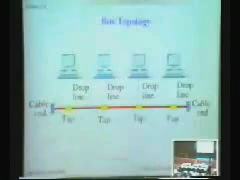 Bus Topology
Drop Drop Drop Drop
line line line line
Cable end
Cable end
Tap Tap Tap Tap